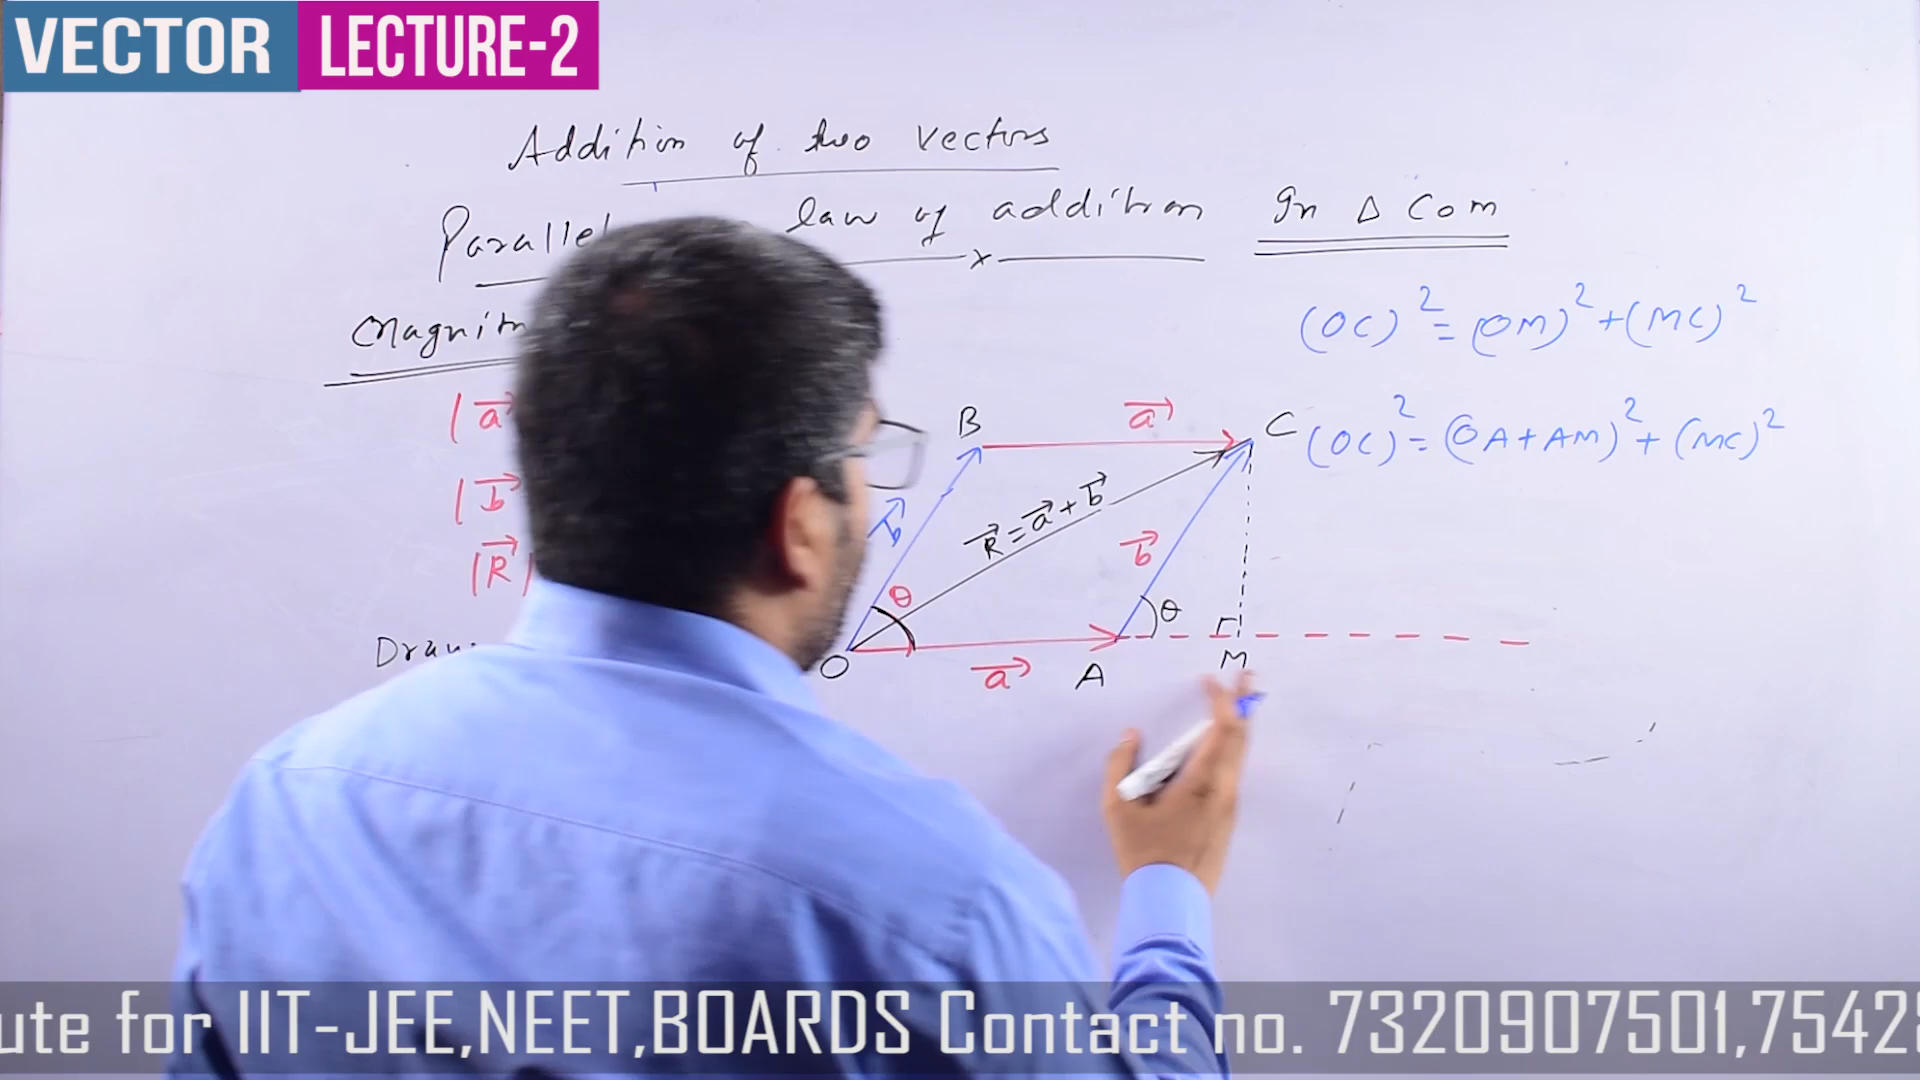 VECTOR LECTURE-2
Addition of two vectors
law of addition
In Δ COM
(OC)² = (OM)² + (MC)²
|a⃗
B
a⃗
C
(OC)² = (OA + AM)² + (MC)²
|b⃗
b⃗
R⃗ = a⃗ + b⃗
b⃗
|R⃗|
θ
θ
O
a⃗
A
M
ute for IIT-JEE,NEET,BOARDS Contact no. 7320907501,7542